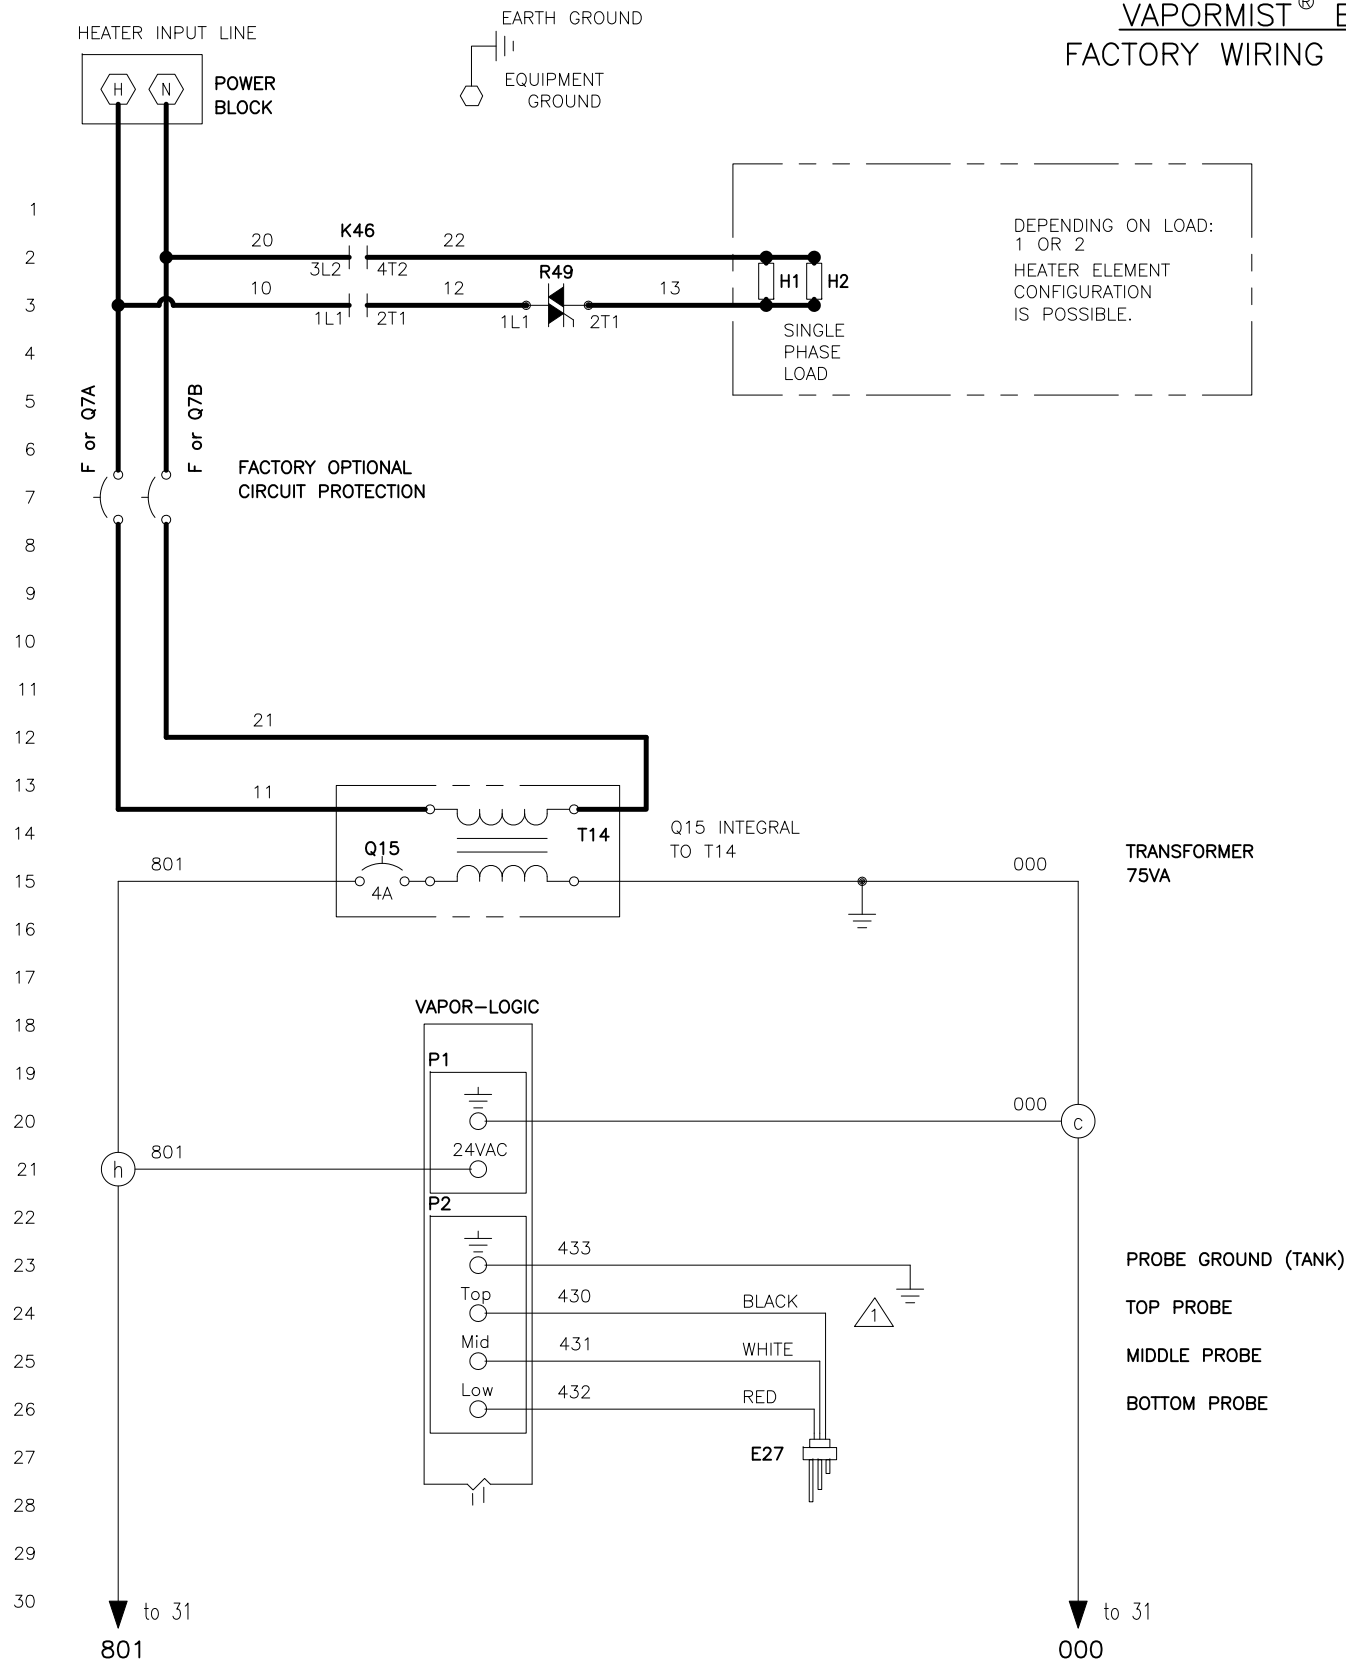 VAPORMIST® E
FACTORY WIRING
EARTH GROUND
HEATER INPUT LINE
EQUIPMENT
GROUND
H N
POWER
BLOCK
1
DEPENDING ON LOAD:
1 OR 2
HEATER ELEMENT
CONFIGURATION
IS POSSIBLE.
K46
20 22
2
3L2 4T2
R49
H1 H2
10 12 13
3
1L1 2T1 1L1 2T1
SINGLE
PHASE
LOAD
4
5
F or Q7A
F or Q7B
6
FACTORY OPTIONAL
CIRCUIT PROTECTION
7
8
9
10
11
21
12
13
11
14
T14
Q15 INTEGRAL
TO T14
Q15
4A
801
000
15
TRANSFORMER
75VA
16
17
VAPOR-LOGIC
18
P1
19
000
20
c
24VAC
801
21
h
P2
22
433
23
PROBE GROUND (TANK)
Top
430
BLACK
1
24
TOP PROBE
Mid
431
WHITE
25
MIDDLE PROBE
Low
432
RED
26
BOTTOM PROBE
E27
27
28
29
30
to 31
to 31
801
000